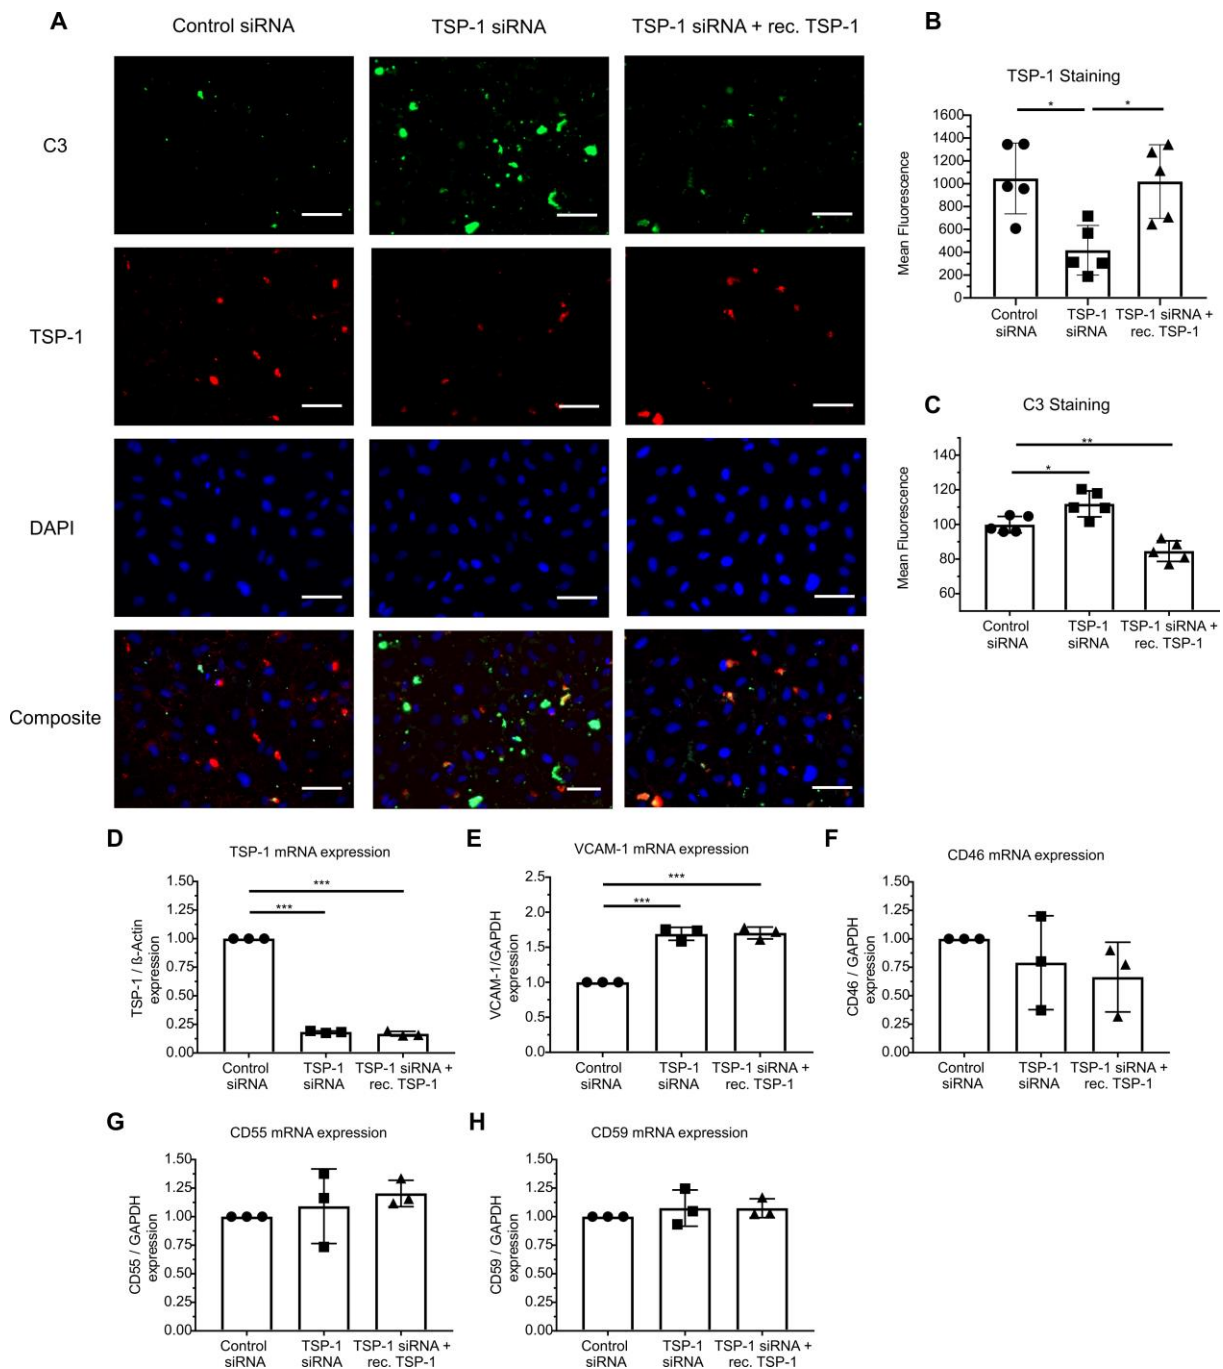 A
Control siRNA
TSP-1 siRNA
TSP-1 siRNA + rec. TSP-1
C3
TSP-1
DAPI
Composite
B
TSP-1 Staining
*
*
1600
1400
1200
1000
800
600
400
200
0
Mean Fluorescence
Control
siRNA
TSP-1
siRNA
TSP-1 siRNA +
rec. TSP-1
C
C3 Staining
**
*
140
120
100
80
60
Mean Fluorescence
Control
siRNA
TSP-1
siRNA
TSP-1 siRNA +
rec. TSP-1
D
TSP-1 mRNA expression
***
***
1.50
1.25
1.00
0.75
0.50
0.25
0.00
TSP-1 / ß-Actin
expression
Control
siRNA
TSP-1
siRNA
TSP-1 siRNA +
rec. TSP-1
E
VCAM-1 mRNA expression
***
***
2.5
2.0
1.5
1.0
0.5
0.0
VCAM-1/GAPDH
expression
Control
siRNA
TSP-1
siRNA
TSP-1 siRNA +
rec. TSP-1
F
CD46 mRNA expression
1.50
1.25
1.00
0.75
0.50
0.25
0.00
CD46 / GAPDH
expression
Control
siRNA
TSP-1
siRNA
TSP-1 siRNA +
rec. TSP-1
G
CD55 mRNA expression
1.50
1.25
1.00
0.75
0.50
0.25
0.00
CD55 / GAPDH
expression
Control
siRNA
TSP-1
siRNA
TSP-1 siRNA +
rec. TSP-1
H
CD59 mRNA expression
1.50
1.25
1.00
0.75
0.50
0.25
0.00
CD59 / GAPDH
expression
Control
siRNA
TSP-1
siRNA
TSP-1 siRNA +
rec. TSP-1